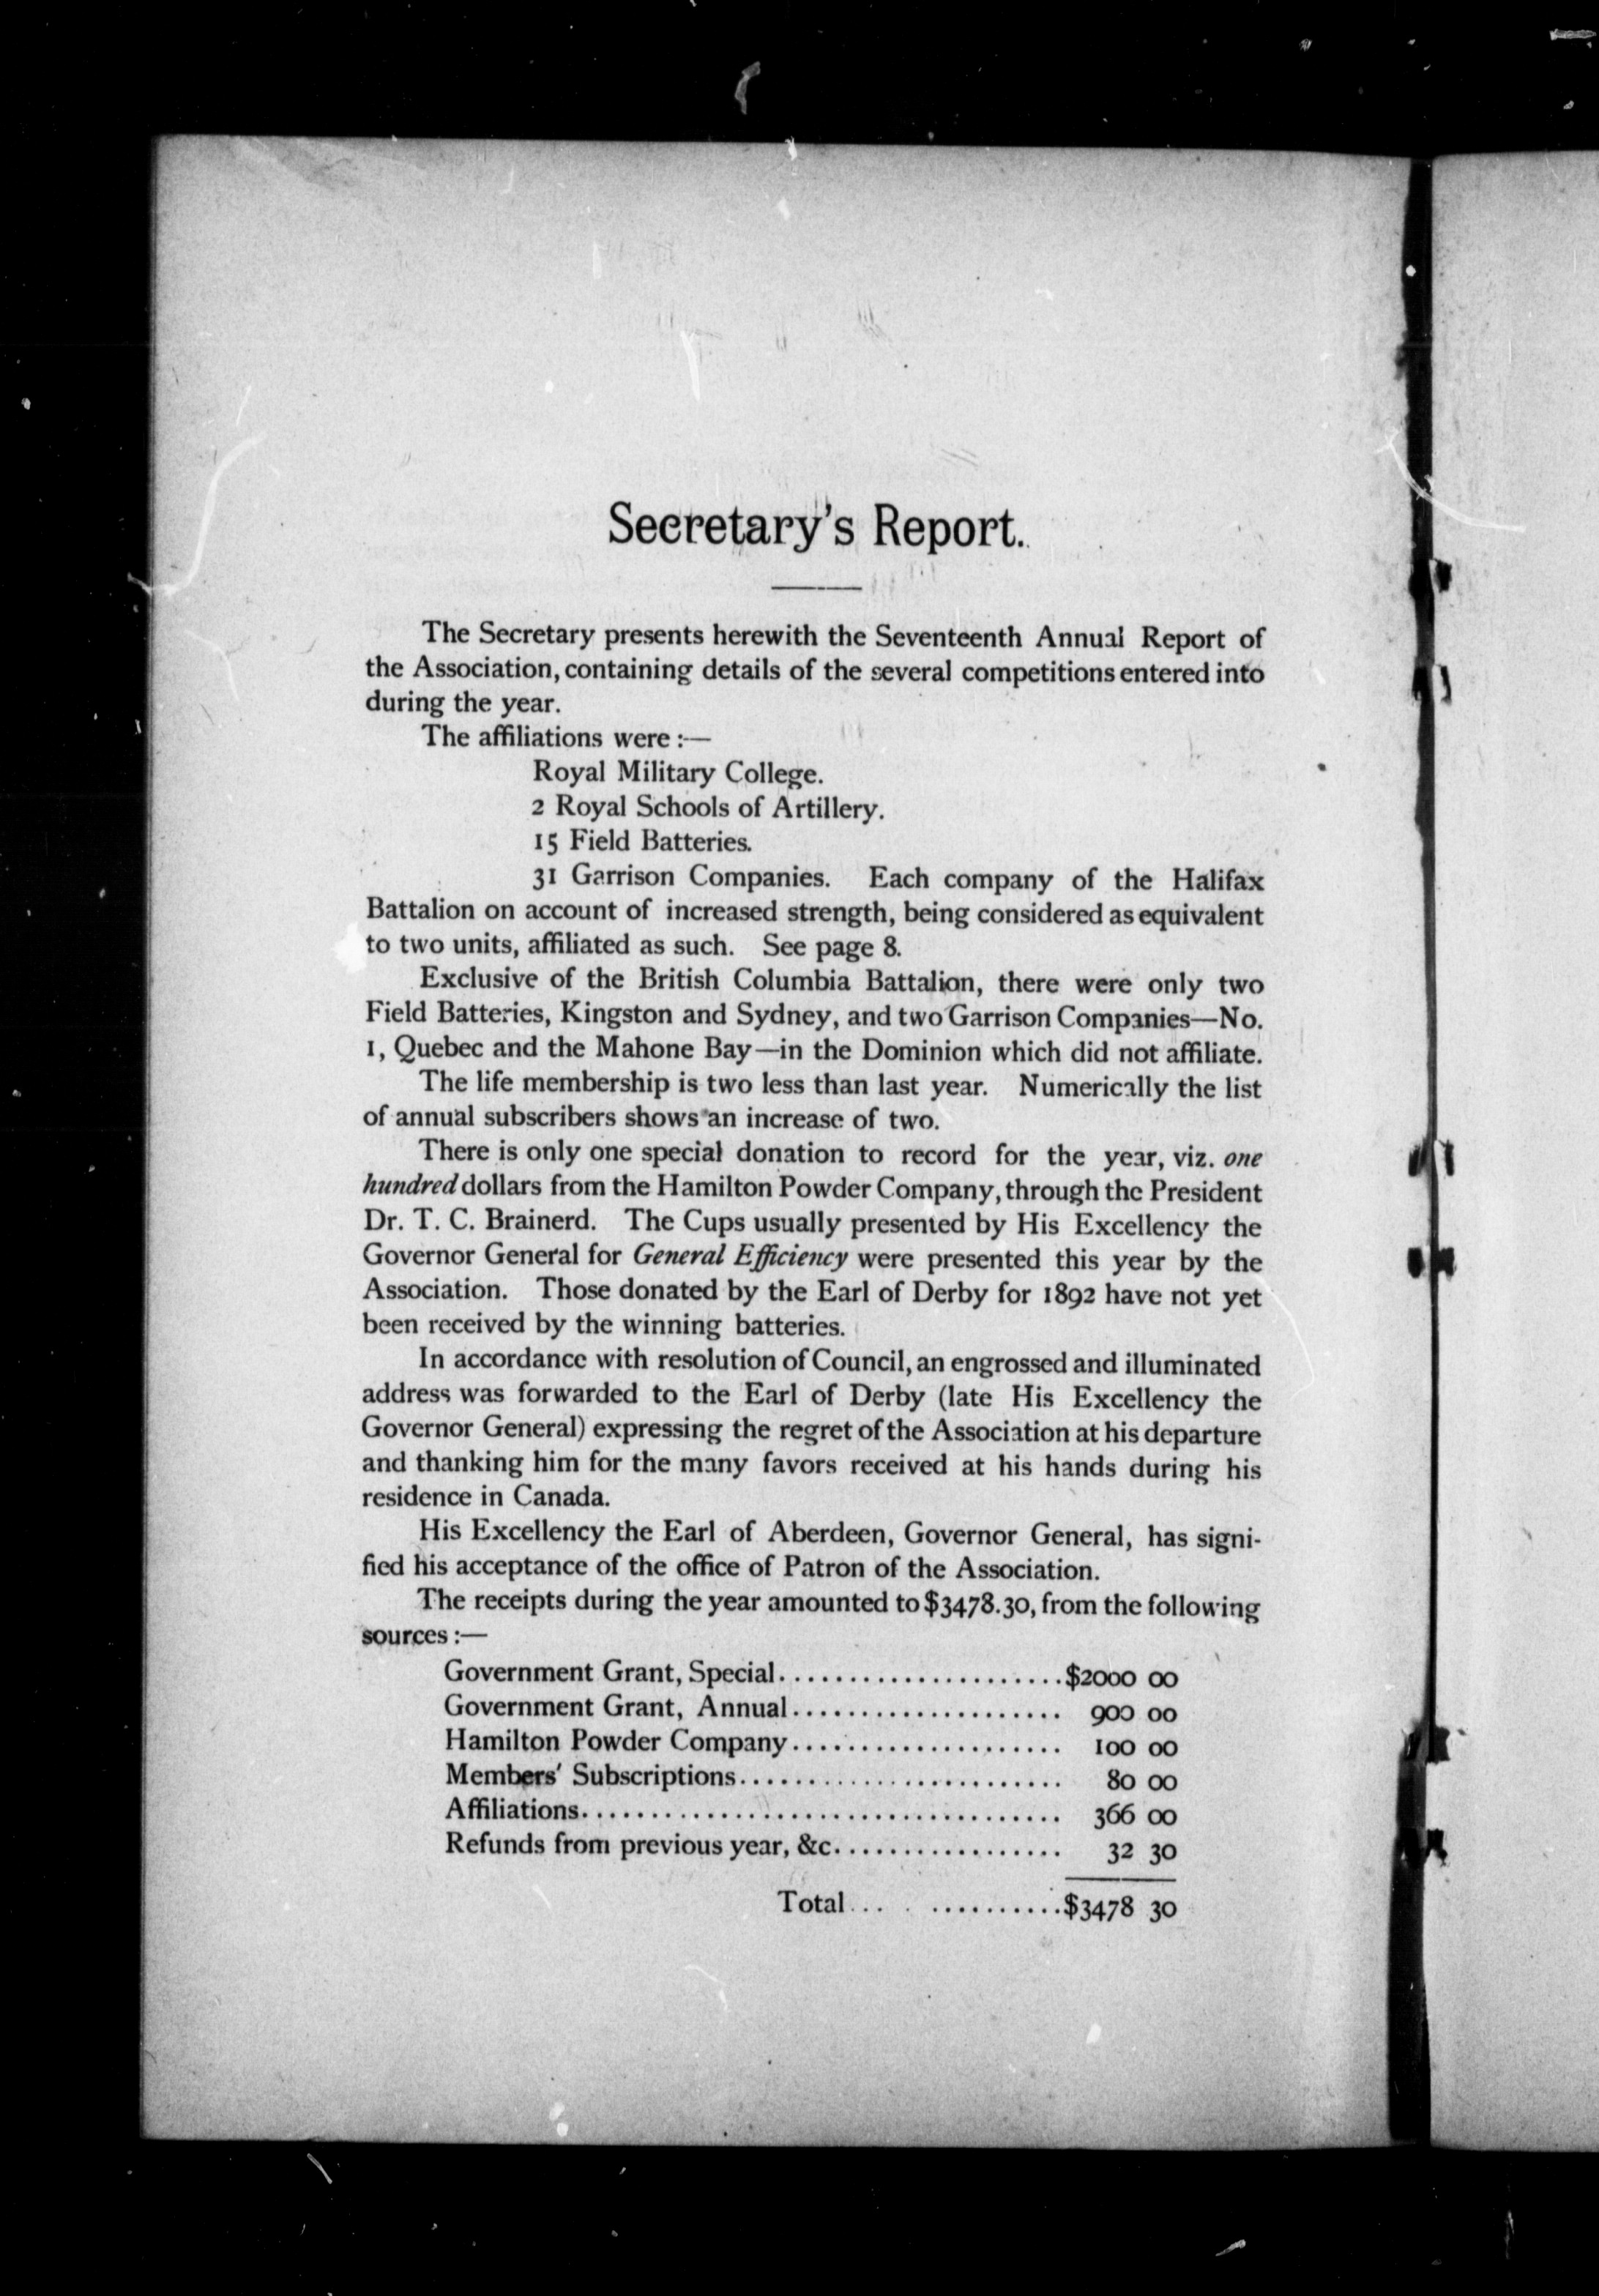 Secretary's Report.
The Secretary presents herewith the Seventeenth Annual Report of
the Association, containing details of the several competitions entered into
during the year.
The affiliations were :—
Royal Military College.
2 Royal Schools of Artillery.
15 Field Batteries.
31 Garrison Companies. Each company of the Halifax
Battalion on account of increased strength, being considered as equivalent
to two units, affiliated as such. See page 8.
Exclusive of the British Columbia Battalion, there were only two
Field Batteries, Kingston and Sydney, and two Garrison Companies—No.
1, Quebec and the Mahone Bay—in the Dominion which did not affiliate.
The life membership is two less than last year. Numerically the list
of annual subscribers shows an increase of two.
There is only one special donation to record for the year, viz. one
hundred dollars from the Hamilton Powder Company, through the President
Dr. T. C. Brainerd. The Cups usually presented by His Excellency the
Governor General for General Efficiency were presented this year by the
Association. Those donated by the Earl of Derby for 1892 have not yet
been received by the winning batteries.
In accordance with resolution of Council, an engrossed and illuminated
address was forwarded to the Earl of Derby (late His Excellency the
Governor General) expressing the regret of the Association at his departure
and thanking him for the many favors received at his hands during his
residence in Canada.
His Excellency the Earl of Aberdeen, Governor General, has signi-
fied his acceptance of the office of Patron of the Association.
The receipts during the year amounted to $3478.30, from the following
sources :—
Government Grant, Special......................$2000 00
Government Grant, Annual.................... 900 00
Hamilton Powder Company.................... 100 00
Members' Subscriptions........................ 80 00
Affiliations................................... 366 00
Refunds from previous year, &c................. 32 30
Total... . ..........$3478 30